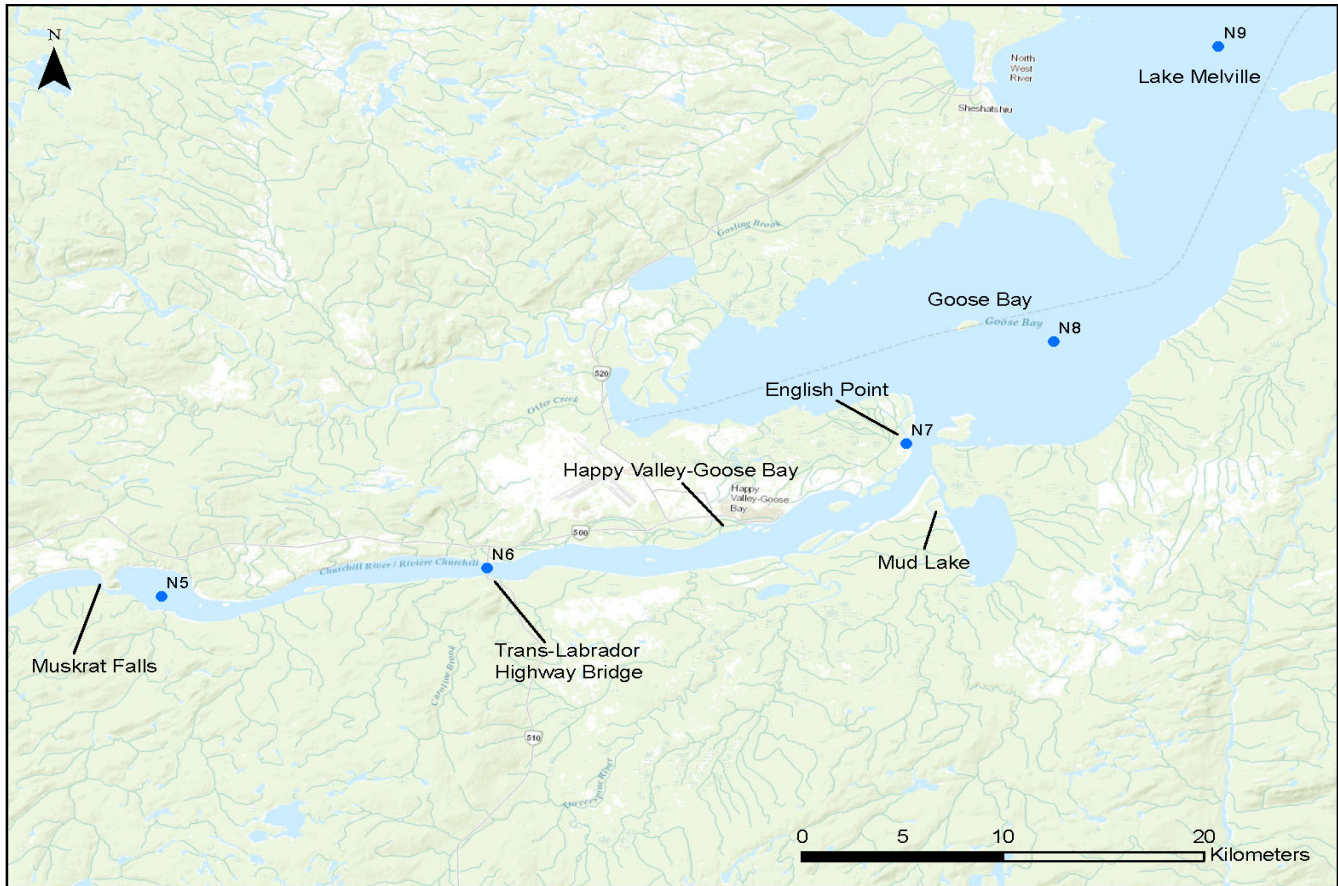 N
N9
Lake Melville
North
West
River
Sheshatshiu
Gosling Brook
Goose Bay
Goose Bay
N8
520
English Point
N7
Otter Creek
Happy Valley-Goose Bay
Happy
Valley-Goose
Bay
500
Mud Lake
N6
Churchill River / Rivière Churchill
N5
Muskrat Falls
Trans-Labrador
Highway Bridge
Caroline Brook
510
0 5 10 20
Kilometers